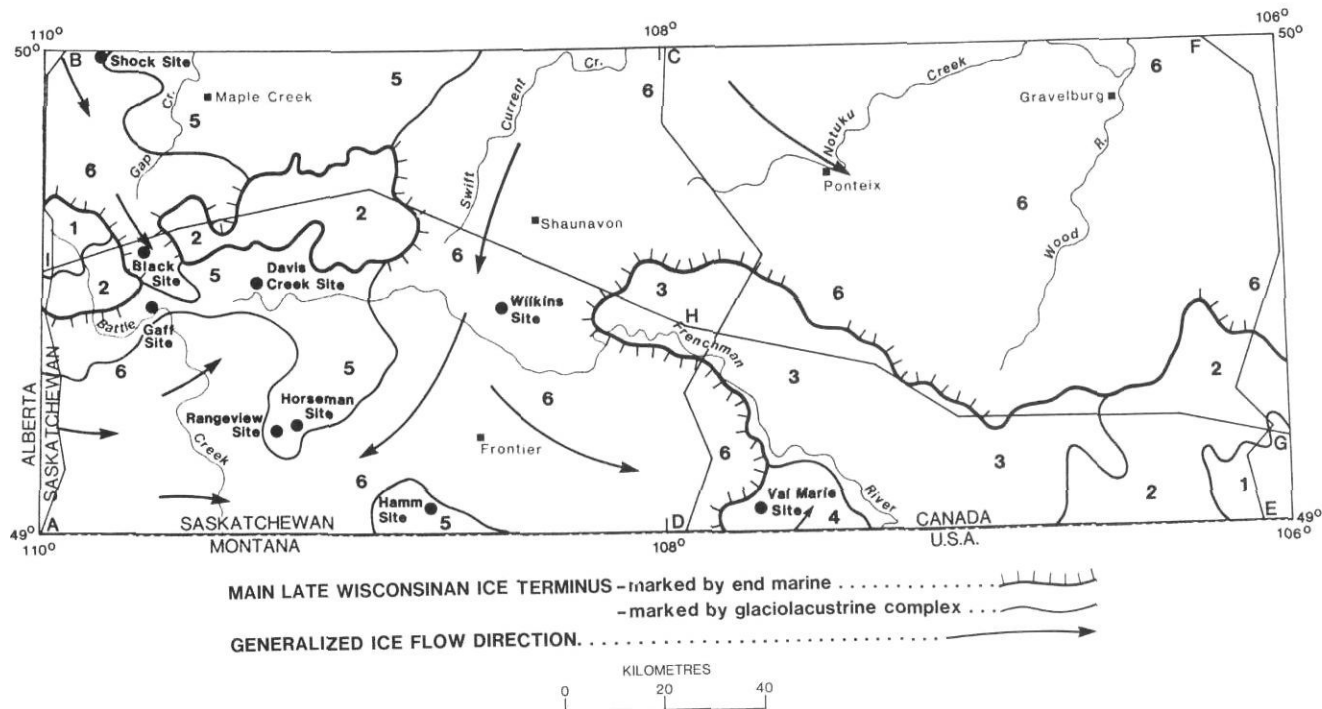 110°
108°
106°
50°
B
Shock Site
Cr.
C
F
50°
Maple Creek
5
Cr.
6
Creek
6
Gravelburg
5
Current
Notuku
R.
Gap
6
Swift
Ponteix
6
1
2
2
Shaunavon
Wood
I
Black Site
5
Davis Creek Site
6
3
6
6
2
Wilkins Site
H
Battle
Gaff Site
Frenchman
2
6
5
6
3
ALBERTA
SASKATCHEWAN
Horseman Site
Rangeview Site
Frontier
6
3
G
Creek
River
2
1
6
Hamm Site
5
Val Marie Site
4
E
49°
A
SASKATCHEWAN
D
CANADA
49°
110°
MONTANA
108°
U.S.A.
106°
MAIN LATE WISCONSINAN ICE TERMINUS -marked by end marine
-marked by glaciolacustrine complex
GENERALIZED ICE FLOW DIRECTION
KILOMETRES
0 20 40